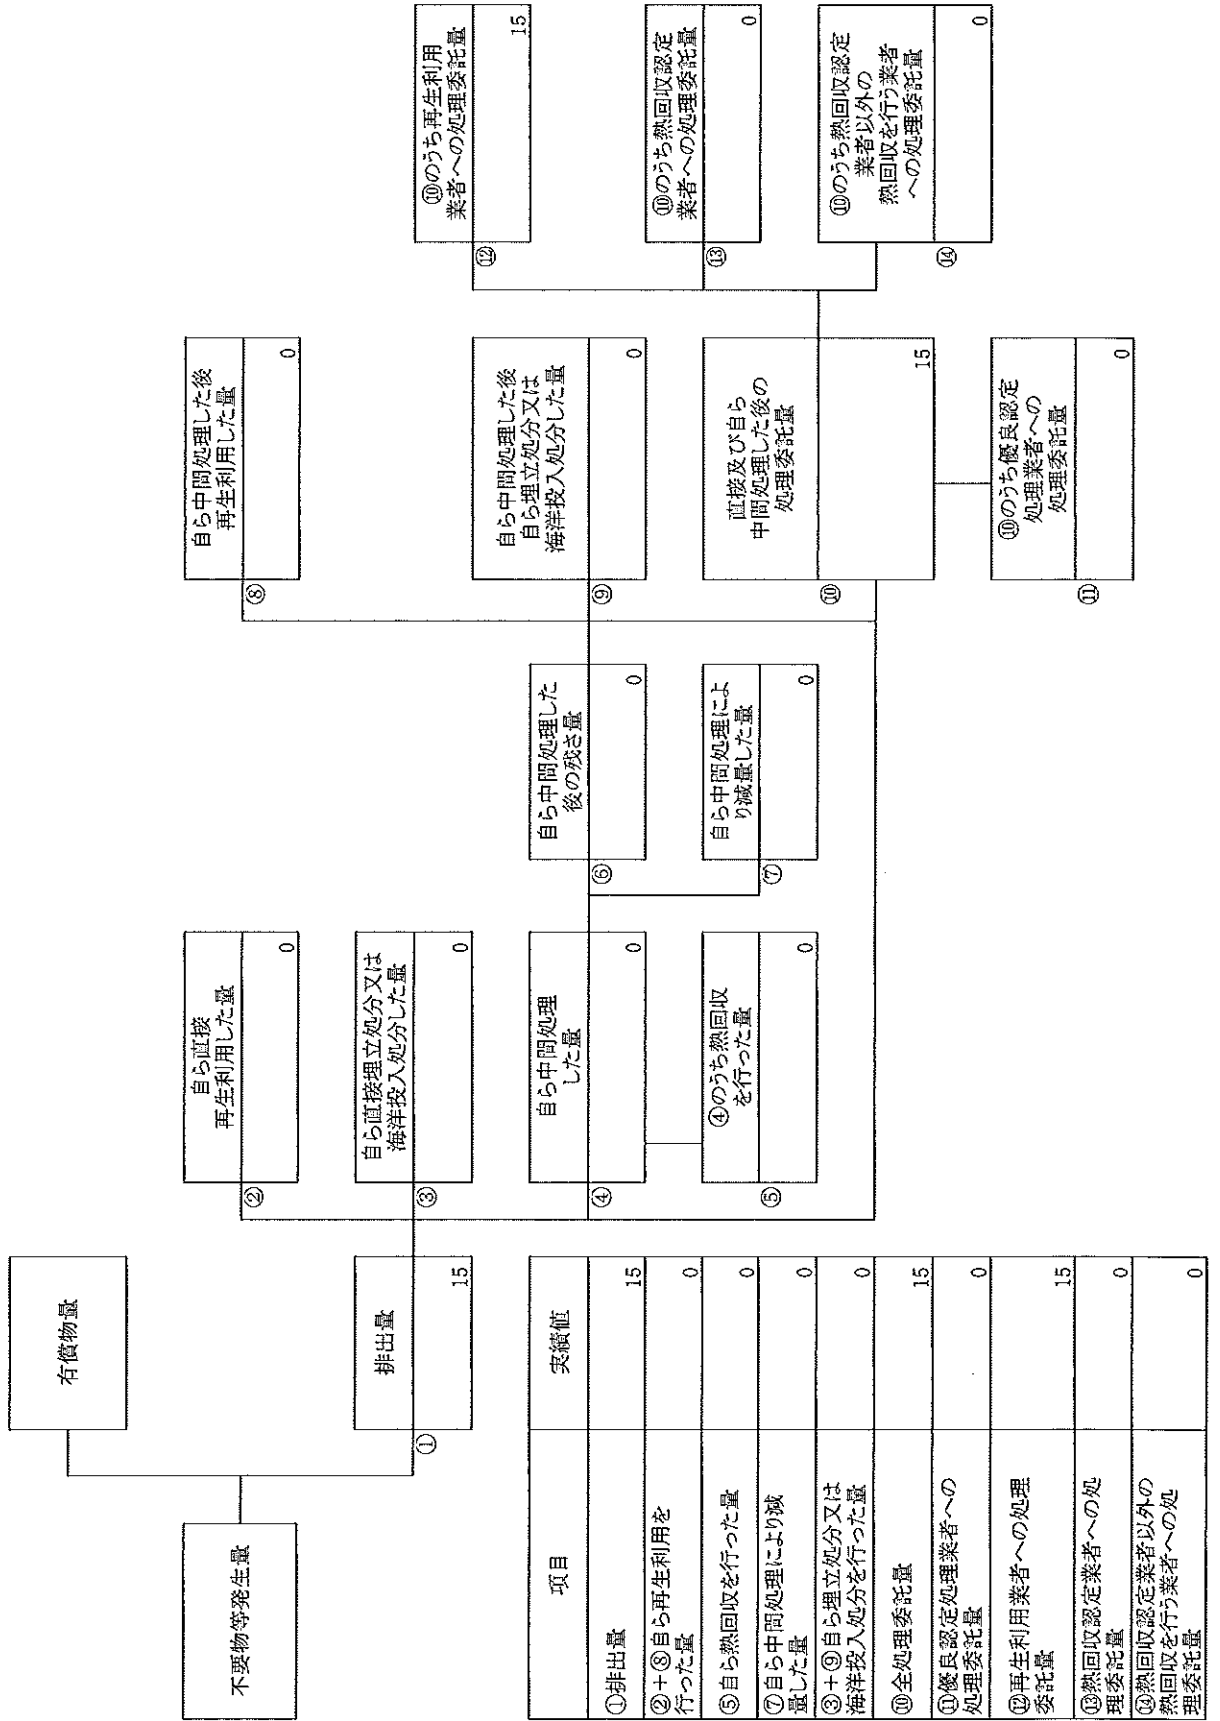 不要物等発生量
有償物量
①
排出量
15
②
自ら直接
再生利用した量
0
③
自ら直接埋立処分又は
海洋投入処分した量
0
④
自ら中間処理
した量
0
⑤
④のうち熱回収
を行った量
0
⑥
自ら中間処理した
後の残さ量
0
⑦
自ら中間処理によ
り減量した量
0
⑧
自ら中間処理した後
再生利用した量
0
⑨
自ら中間処理した後
自ら埋立処分又は
海洋投入処分した量
0
⑩
直接及び自ら
中間処理した後の
処理委託量
15
⑪
⑩のうち優良認定
処理業者への
処理委託量
0
⑫
⑩のうち再生利用
業者への処理委託量
15
⑬
⑩のうち熱回収認定
業者への処理委託量
0
⑭
⑩のうち熱回収認定
業者以外の
熱回収を行う業者
への処理委託量
0
項目 実績値
①排出量 15
②+⑧自ら再生利用を
行った量 0
⑤自ら熱回収を行った量 0
⑦自ら中間処理により減
量した量 0
③+⑨自ら埋立処分又は
海洋投入処分を行った量 0
⑩全処理委託量 15
⑪優良認定処理業者への
処理委託量 0
⑫再生利用業者への処理
委託量 15
⑬熱回収認定業者への処
理委託量 0
⑭熱回収認定業者以外の
熱回収を行う業者への処
理委託量 0